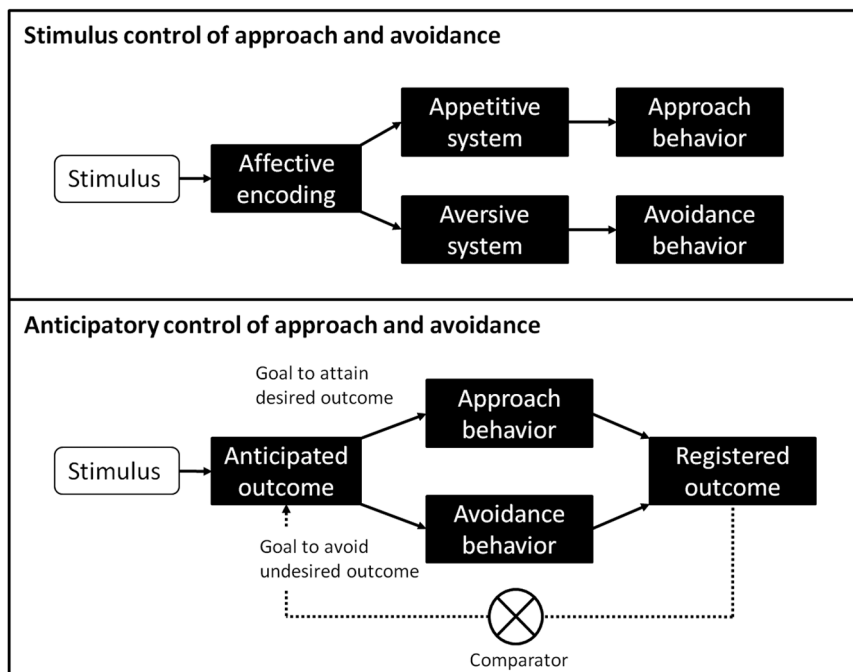 Stimulus control of approach and avoidance
Appetitive
system
Approach
behavior
Stimulus
Affective
encoding
Aversive
system
Avoidance
behavior
Anticipatory control of approach and avoidance
Goal to attain
desired outcome
Approach
behavior
Stimulus
Anticipated
outcome
Registered
outcome
Goal to avoid
undesired outcome
Avoidance
behavior
Comparator